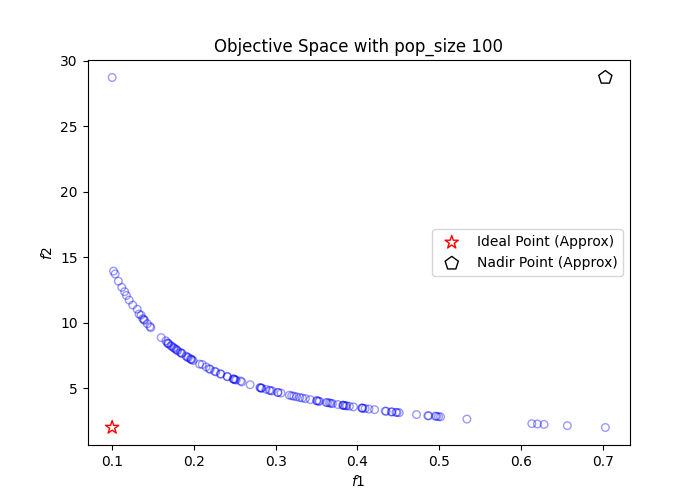 Objective Space with pop_size 100
30
25
20
15
10
5
f2
Ideal Point (Approx)
Nadir Point (Approx)
0.1 0.2 0.3 0.4 0.5 0.6 0.7
f1